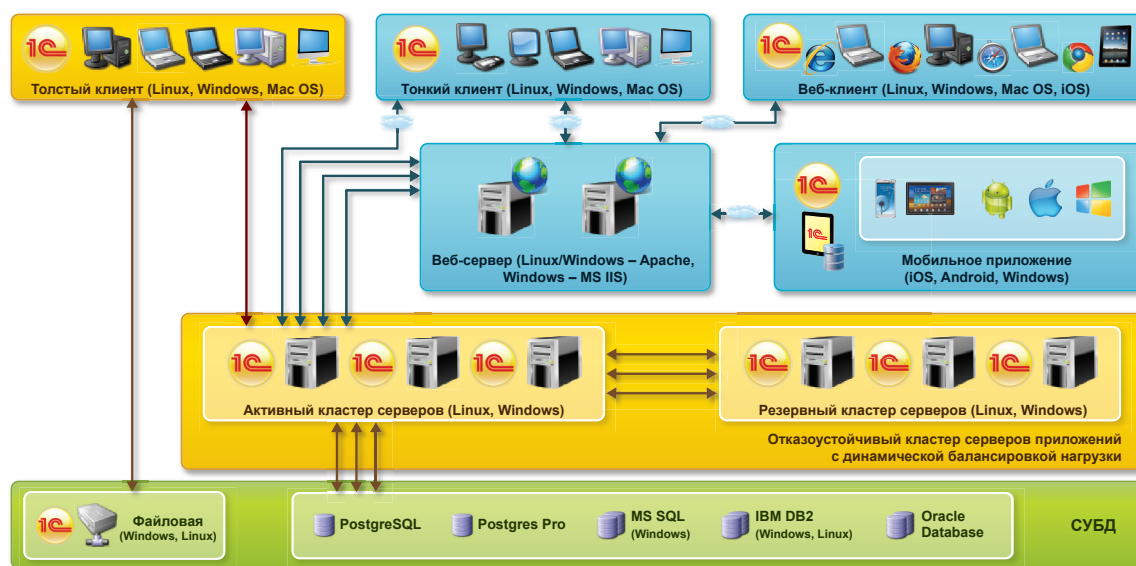 1С
Толстый клиент (Linux, Windows, Mac OS)
1С
Тонкий клиент (Linux, Windows, Mac OS)
1С
Веб-клиент (Linux, Windows, Mac OS, iOS)
Веб-сервер (Linux/Windows – Apache,
Windows – MS IIS)
1С
1С
Мобильное приложение
(iOS, Android, Windows)
1С
1С
1С
Активный кластер серверов (Linux, Windows)
1С
1С
1С
Резервный кластер серверов (Linux, Windows)
Отказоустойчивый кластер серверов приложений
с динамической балансировкой нагрузки
1С
Файловая
(Windows, Linux)
PostgreSQL
Postgres Pro
MS SQL
(Windows)
IBM DB2
(Windows, Linux)
Oracle
Database
СУБД